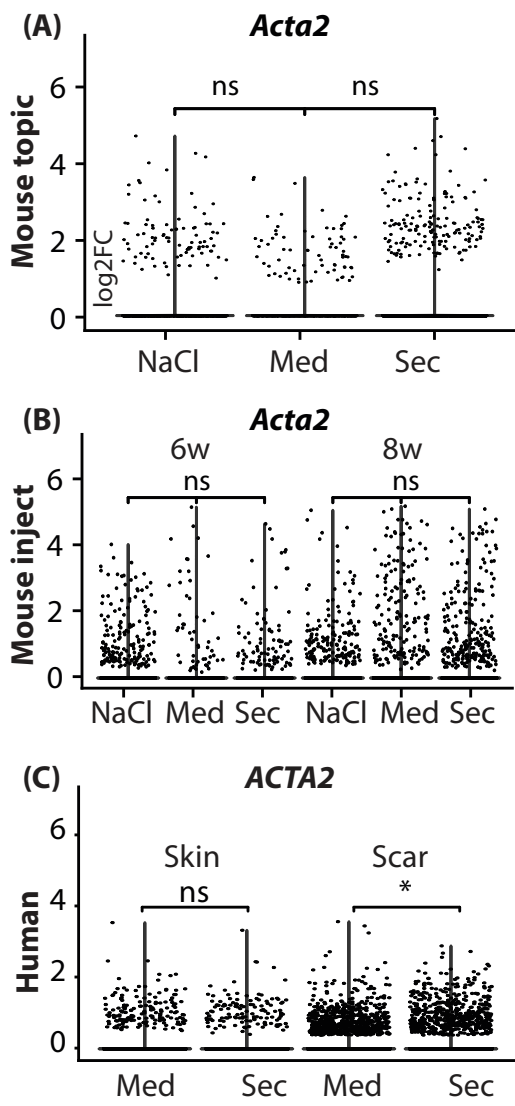 (A) Acta2
Mouse topic
log2FC
6
4
2
0
ns ns
NaCl Med Sec
(B) Acta2
6w 8w
Mouse inject
6
4
2
0
ns ns
NaCl Med Sec NaCl Med Sec
(C) ACTA2
Human
6
4
2
0
Skin Scar
ns *
Med Sec Med Sec